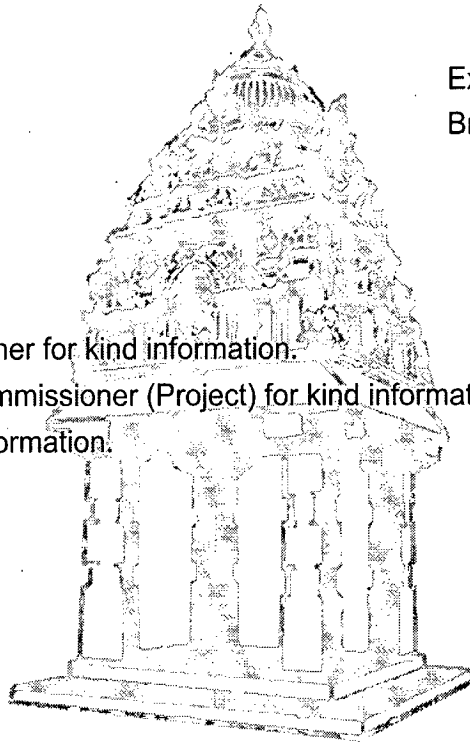 Ex
Br
ner for kind information.
mmissioner (Project) for kind informat
ormation.